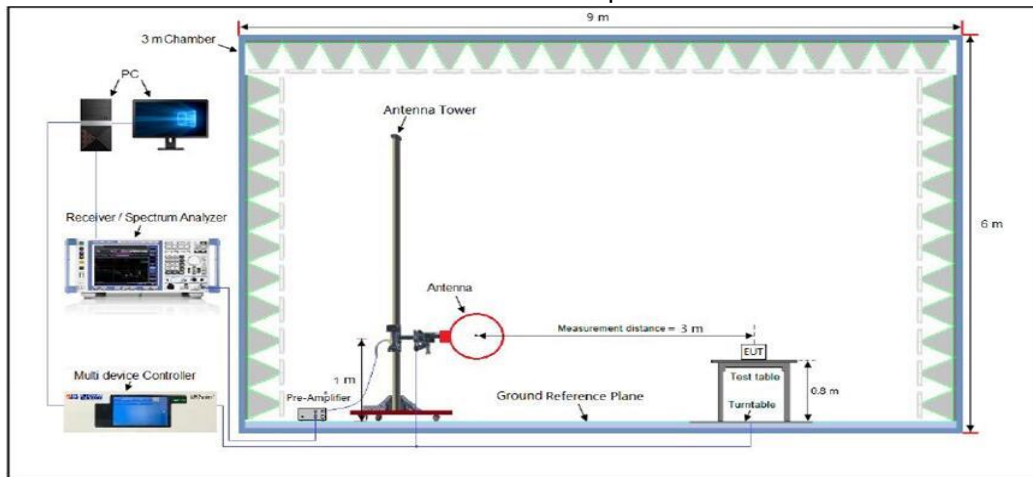 9 m
3 m Chamber
PC
Antenna Tower
Receiver / Spectrum Analyzer
6 m
Antenna
Measurement distance = 3 m
EUT
Multi device Controller
1 m
Test table
0.8 m
Pre-Amplifier
Ground Reference Plane
Turntable